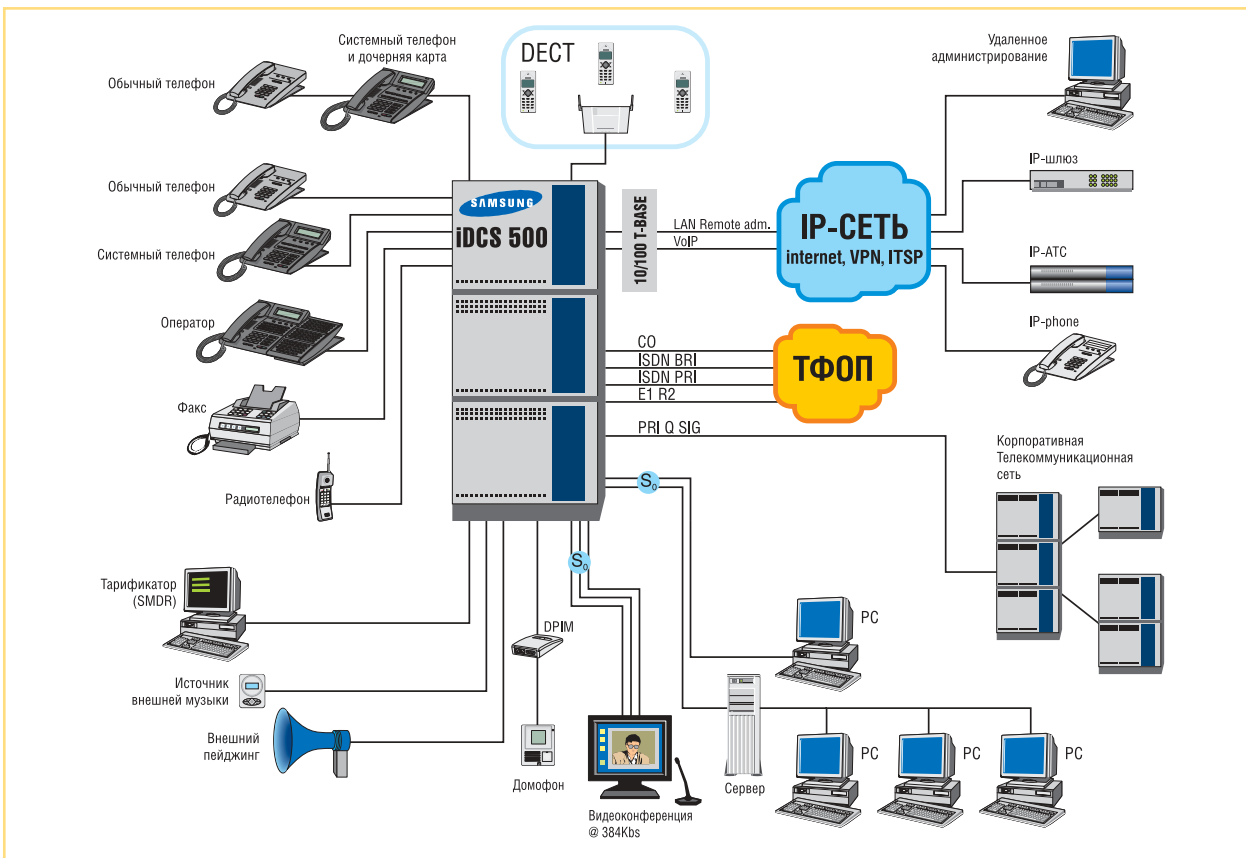 Системный телефон
и дочерняя карта
Обычный телефон
DECT
Удаленное
администрирование
Обычный телефон
Системный телефон
Оператор
Факс
Радиотелефон
SAMSUNG
iDCS 500
10/100 T-BASE
LAN Remote adm.
VoIP
IP-СЕТЬ
internet, VPN, ITSP
IP-шлюз
IP-АТС
IP-phone
CO
ISDN BRI
ISDN PRI
E1 R2
ТФОП
PRI Q SIG
Корпоративная
Телекоммуникационная
сеть
S₀
S₀
Тарификатор
(SMDR)
Источник
внешней музыки
Внешний
пейджинг
DPIM
Домофон
Видеоконференция
@ 384Kbs
Сервер
PC
PC
PC
PC